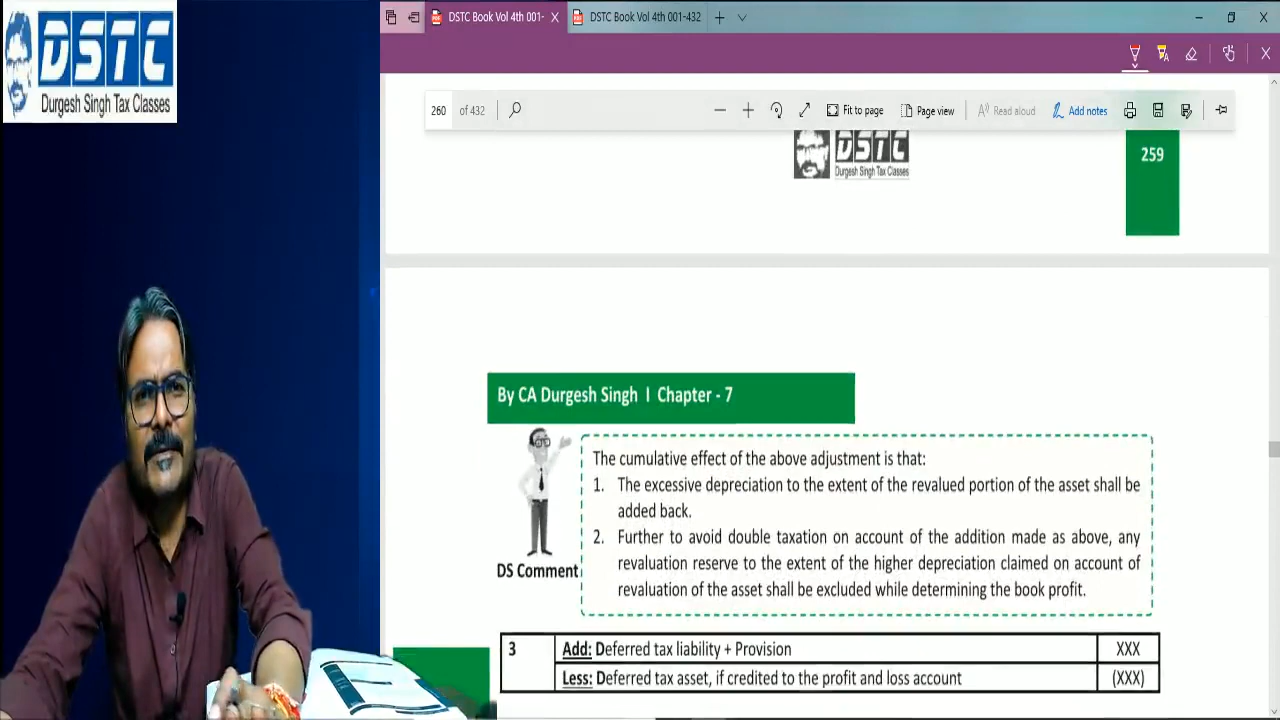 DSTC
Durgesh Singh Tax Classes
DSTC Book Vol 4th 001-
DSTC Book Vol 4th 001-432
260 of 432
Fit to page
Page view
Read aloud
Add notes
DSTC
Durgesh Singh Tax Classes
259
By CA Durgesh Singh I Chapter - 7
The cumulative effect of the above adjustment is that:
1. The excessive depreciation to the extent of the revalued portion of the asset shall be
added back.
2. Further to avoid double taxation on account of the addition made as above, any
revaluation reserve to the extent of the higher depreciation claimed on account of
revaluation of the asset shall be excluded while determining the book profit.
DS Comment
3 Add: Deferred tax liability + Provision XXX
Less: Deferred tax asset, if credited to the profit and loss account (XXX)